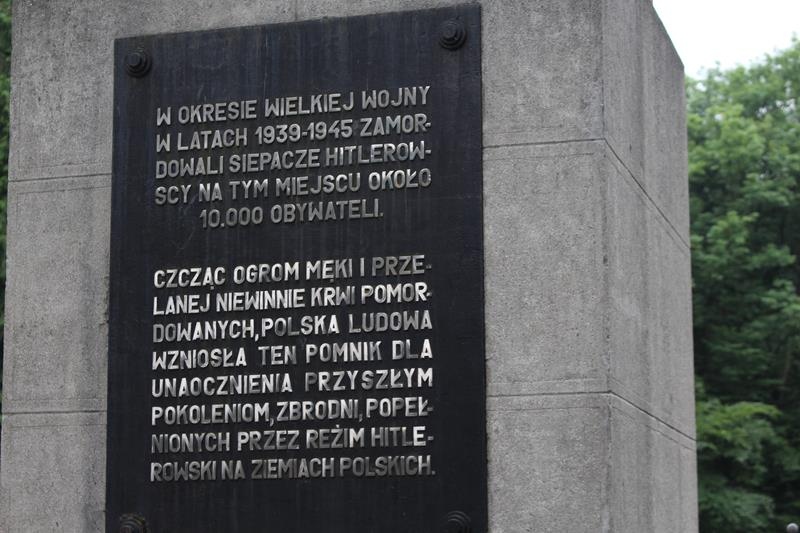 W OKRESIE WIELKIEJ WOJNY
W LATACH 1939-1945 ZAMOR-
DOWALI SIEPACZE HITLEROW-
SCY NA TYM MIEJSCU OKOŁO
10.000 OBYWATELI.
CZCZĄC OGROM MĘKI I PRZE-
LANEJ NIEWINNIE KRWI POMOR-
DOWANYCH, POLSKA LUDOWA
WZNIOSŁA TEN POMNIK DLA
UNAOCZNIENIA PRZYSZŁYM
POKOLENIOM, ZBRODNI, POPEŁ-
NIONYCH PRZEZ REŻIM HITLE-
ROWSKI NA ZIEMIACH POLSKICH.